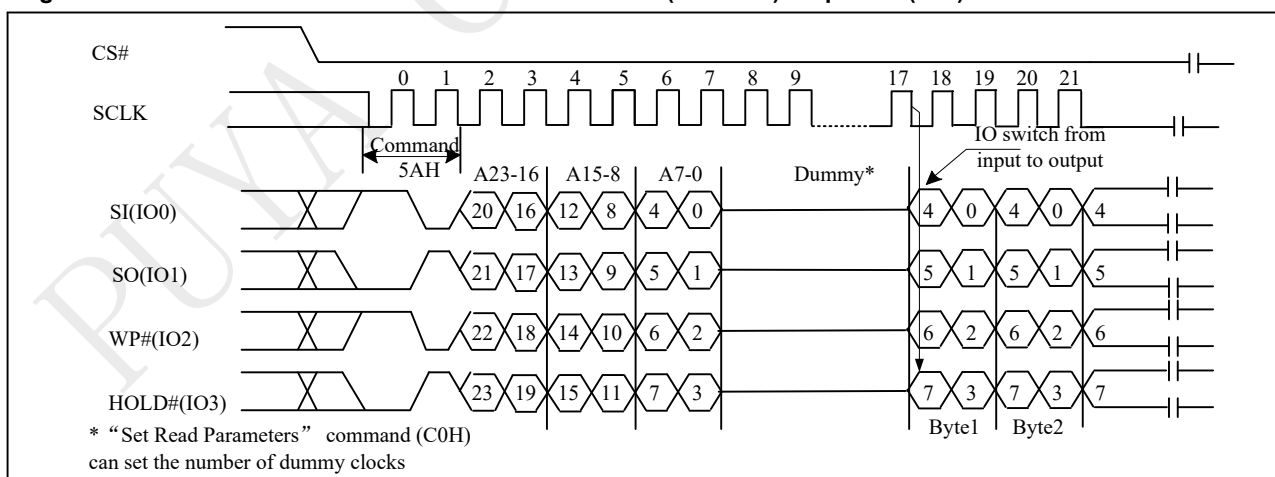 CS#
0 1 2 3 4 5 6 7 8 9 17 18 19 20 21
SCLK
Command
5AH
IO switch from
input to output
A23-16 A15-8 A7-0 Dummy*
SI(IO0) 20 16 12 8 4 0 4 0 4 0 4
SO(IO1) 21 17 13 9 5 1 5 1 5 1 5
WP#(IO2) 22 18 14 10 6 2 6 2 6 2 6
HOLD#(IO3) 23 19 15 11 7 3 7 3 7 3 7
Byte1 Byte2
* “Set Read Parameters” command (C0H)
can set the number of dummy clocks
PUYA